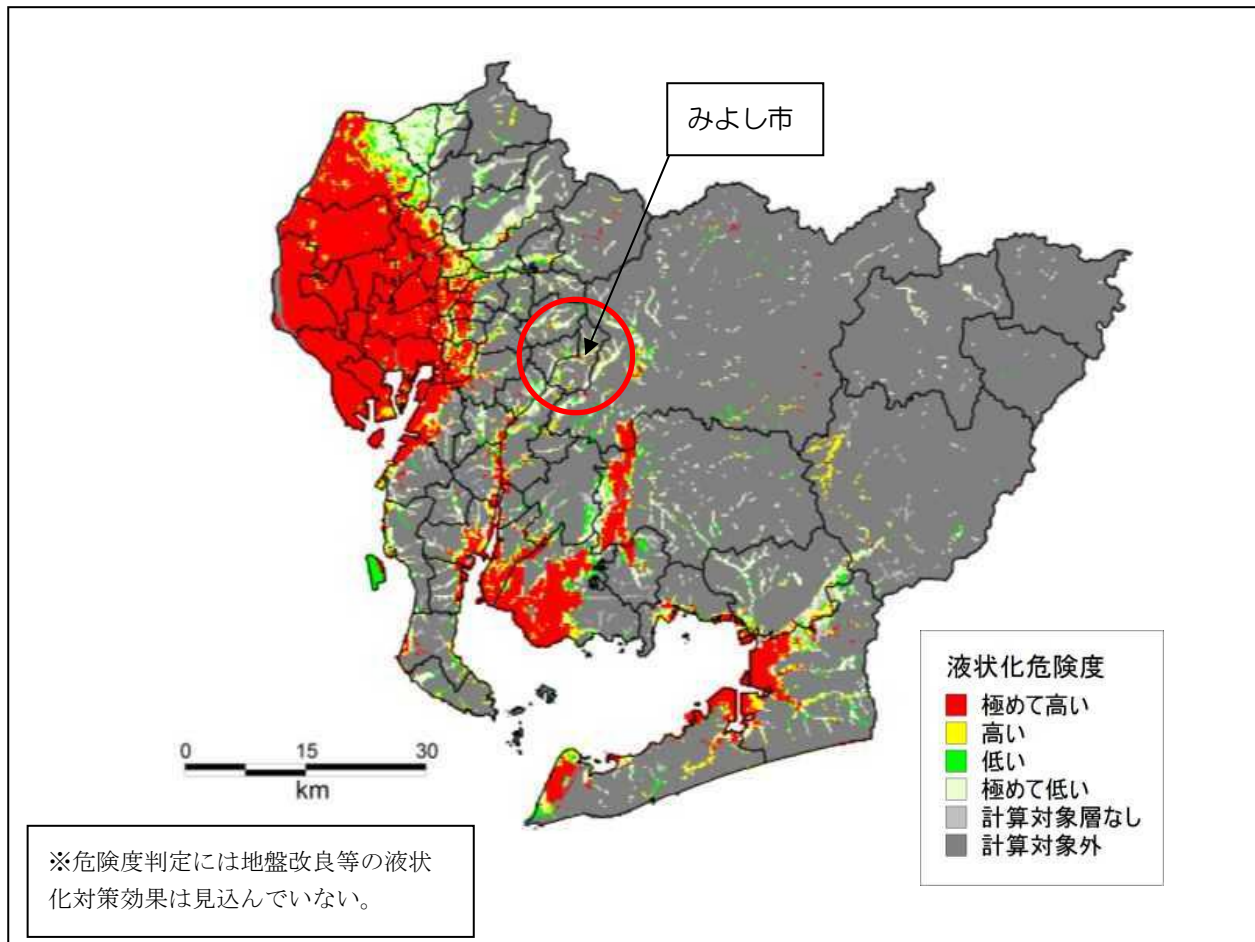 みよし市
液状化危険度
極めて高い
高い
低い
極めて低い
計算対象層なし
計算対象外
0 15 30
km
※危険度判定には地盤改良等の液状
化対策効果は見込んでいない。